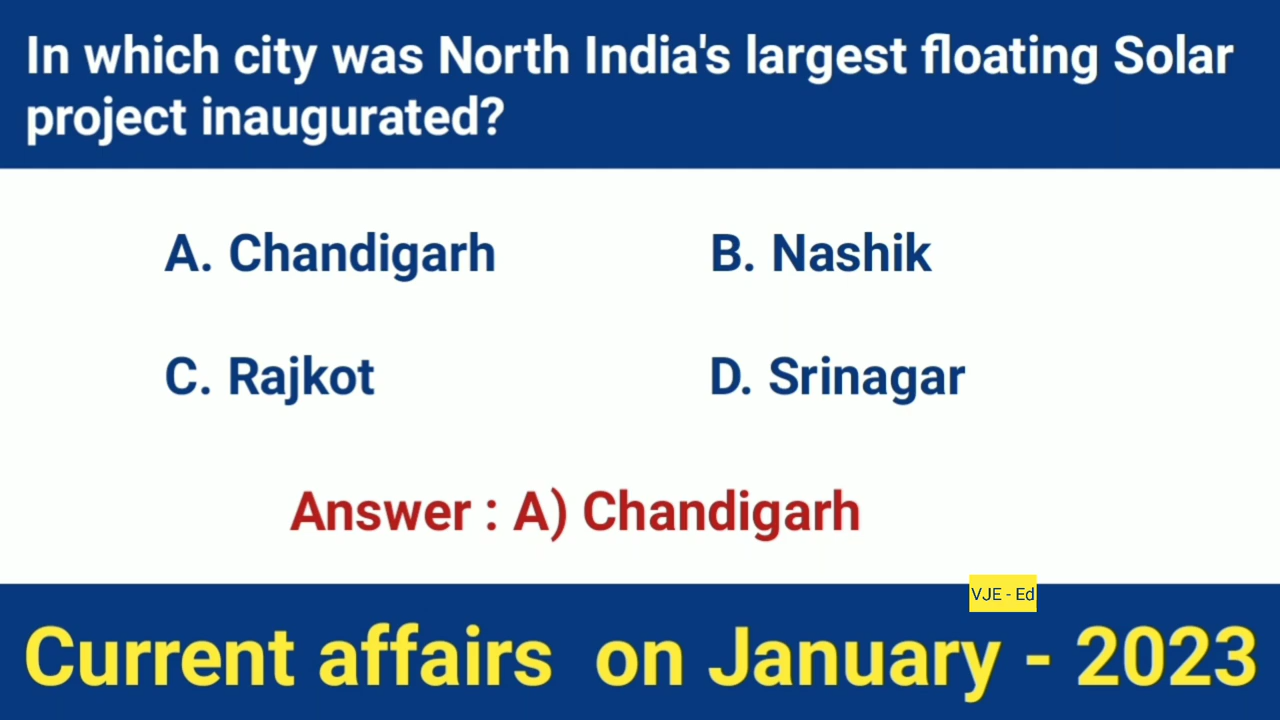 In which city was North India's largest floating Solar
project inaugurated?
A. Chandigarh
B. Nashik
C. Rajkot
D. Srinagar
Answer : A) Chandigarh
VJE - Ed
Current affairs on January - 2023